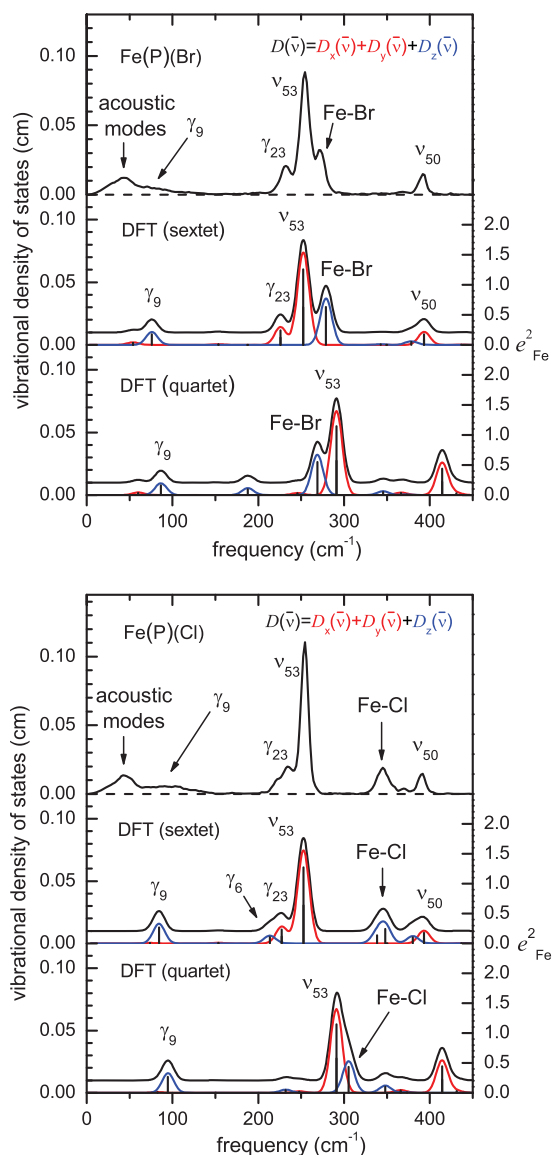 Fe(P)(Br)
D(ν̄)=Dx(ν̄)+Dy(ν̄)+Dz(ν̄)
ν53
acoustic modes
γ9
γ23
Fe-Br
ν50
0.10
0.05
0.00
DFT (sextet)
ν53
Fe-Br
γ9
γ23
ν50
0.10
0.05
0.00
2.0
1.5
1.0
0.5
0.0
e²Fe
DFT (quartet)
ν53
Fe-Br
γ9
0.10
0.05
0.00
2.0
1.5
1.0
0.5
0.0
vibrational density of states (cm)
0 100 200 300 400
frequency (cm⁻¹)
Fe(P)(Cl)
D(ν̄)=Dx(ν̄)+Dy(ν̄)+Dz(ν̄)
ν53
acoustic modes
γ9
γ23
Fe-Cl
ν50
0.10
0.05
0.00
DFT (sextet)
ν53
Fe-Cl
γ9
γ6
γ23
ν50
0.10
0.05
0.00
2.0
1.5
1.0
0.5
0.0
e²Fe
DFT (quartet)
ν53
Fe-Cl
γ9
0.10
0.05
0.00
2.0
1.5
1.0
0.5
0.0
vibrational density of states (cm)
0 100 200 300 400
frequency (cm⁻¹)